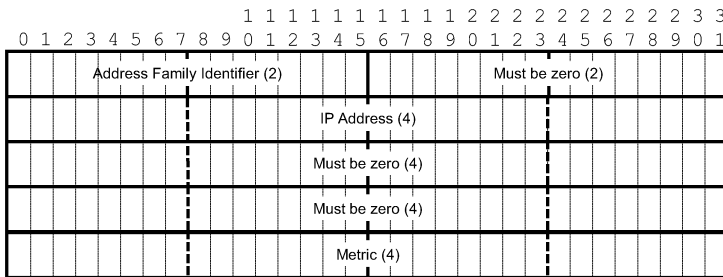 1 1 1 1 1 1 1 1 1 1 2 2 2 2 2 2 2 2 2 2 3 3
0 1 2 3 4 5 6 7 8 9 0 1 2 3 4 5 6 7 8 9 0 1 2 3 4 5 6 7 8 9 0 1
Address Family Identifier (2) Must be zero (2)
IP Address (4)
Must be zero (4)
Must be zero (4)
Metric (4)